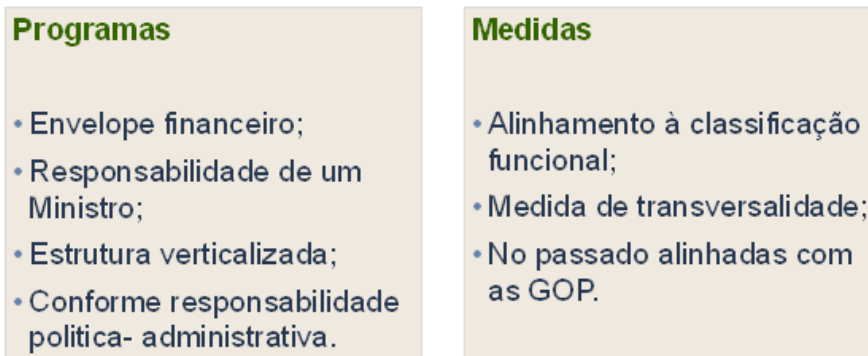 Programas
• Envelope financeiro;
• Responsabilidade de um
Ministro;
• Estrutura verticalizada;
• Conforme responsabilidade
politica- administrativa.
Medidas
• Alinhamento à classificação
funcional;
• Medida de transversalidade;
• No passado alinhadas com
as GOP.